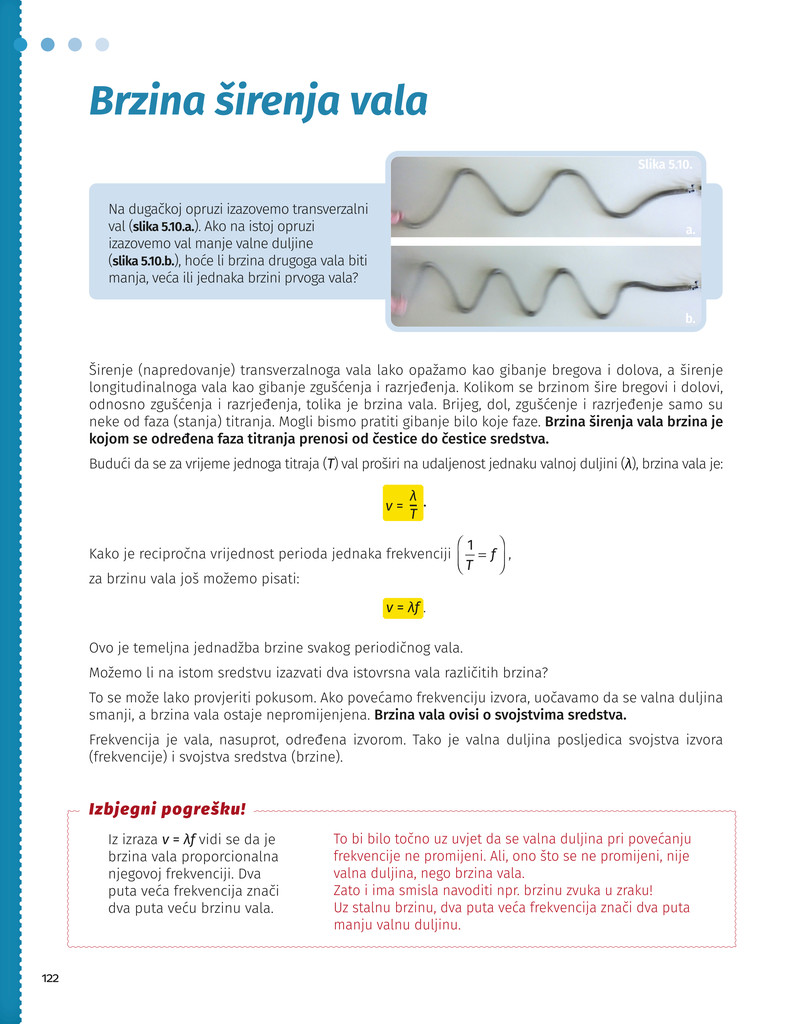 Brzina širenja vala
Na dugačkoj opruzi izazovemo transverzalni
val (slika 5.10.a.). Ako na istoj opruzi
izazovemo val manje valne duljine
(slika 5.10.b.), hoće li brzina drugoga vala biti
manja, veća ili jednaka brzini prvoga vala?
Slika 5.10.
a.
b.
Širenje (napredovanje) transverzalnoga vala lako opažamo kao gibanje bregova i dolova, a širenje
longitudinalnoga vala kao gibanje zgušćenja i razrjeđenja. Kolikom se brzinom šire bregovi i dolovi,
odnosno zgušćenja i razrjeđenja, tolika je brzina vala. Brijeg, dol, zgušćenje i razrjeđenje samo su
neke od faza (stanja) titranja. Mogli bismo pratiti gibanje bilo koje faze. Brzina širenja vala brzina je
kojom se određena faza titranja prenosi od čestice do čestice sredstva.
Budući da se za vrijeme jednoga titraja (T) val proširi na udaljenost jednaku valnoj duljini (λ), brzina vala je:
v = λ/T.
Kako je recipročna vrijednost perioda jednaka frekvenciji (1/T = f),
za brzinu vala još možemo pisati:
v = λf.
Ovo je temeljna jednadžba brzine svakog periodičnog vala.
Možemo li na istom sredstvu izazvati dva istovrsna vala različitih brzina?
To se može lako provjeriti pokusom. Ako povećamo frekvenciju izvora, uočavamo da se valna duljina
smanji, a brzina vala ostaje nepromijenjena. Brzina vala ovisi o svojstvima sredstva.
Frekvencija je vala, nasuprot, određena izvorom. Tako je valna duljina posljedica svojstva izvora
(frekvencije) i svojstva sredstva (brzine).
Izbjegni pogrešku!
Iz izraza v = λf vidi se da je
brzina vala proporcionalna
njegovoj frekvenciji. Dva
puta veća frekvencija znači
dva puta veću brzinu vala.
To bi bilo točno uz uvjet da se valna duljina pri povećanju
frekvencije ne promijeni. Ali, ono što se ne promijeni, nije
valna duljina, nego brzina vala.
Zato i ima smisla navoditi npr. brzinu zvuka u zraku!
Uz stalnu brzinu, dva puta veća frekvencija znači dva puta
manju valnu duljinu.
122